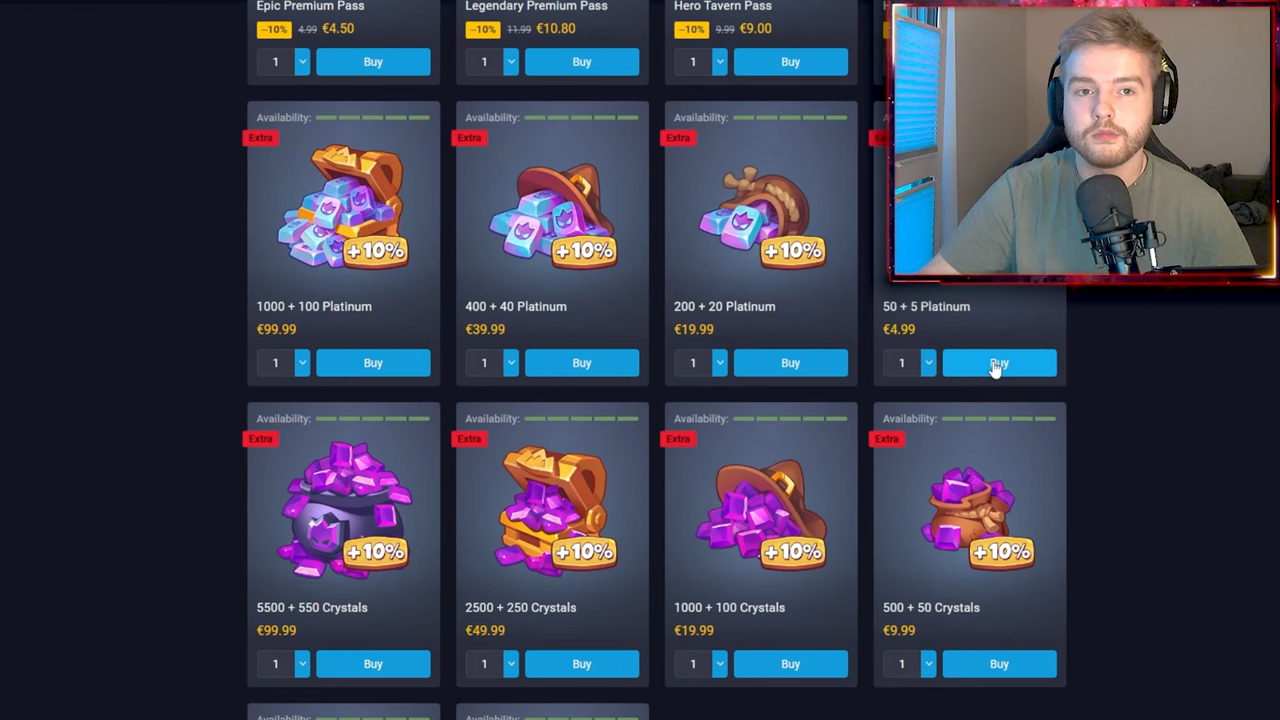 Epic Premium Pass
–10% 4.99 €4.50
1 Buy
Legendary Premium Pass
–10% 11.99 €10.80
1 Buy
Hero Tavern Pass
–10% 9.99 €9.00
1 Buy
Availability:
Extra
+10%
1000 + 100 Platinum
€99.99
1 Buy
Availability:
Extra
+10%
400 + 40 Platinum
€39.99
1 Buy
Availability:
Extra
+10%
200 + 20 Platinum
€19.99
1 Buy
50 + 5 Platinum
€4.99
1 Buy
Availability:
Extra
+10%
5500 + 550 Crystals
€99.99
1 Buy
Availability:
Extra
+10%
2500 + 250 Crystals
€49.99
1 Buy
Availability:
Extra
+10%
1000 + 100 Crystals
€19.99
1 Buy
Availability:
Extra
+10%
500 + 50 Crystals
€9.99
1 Buy
Availability:
Availability: